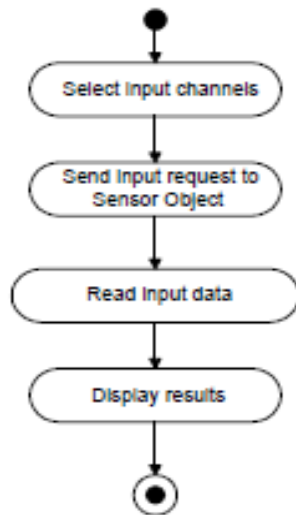 Select input channels
Send input request to
Sensor Object
Read input data
Display results